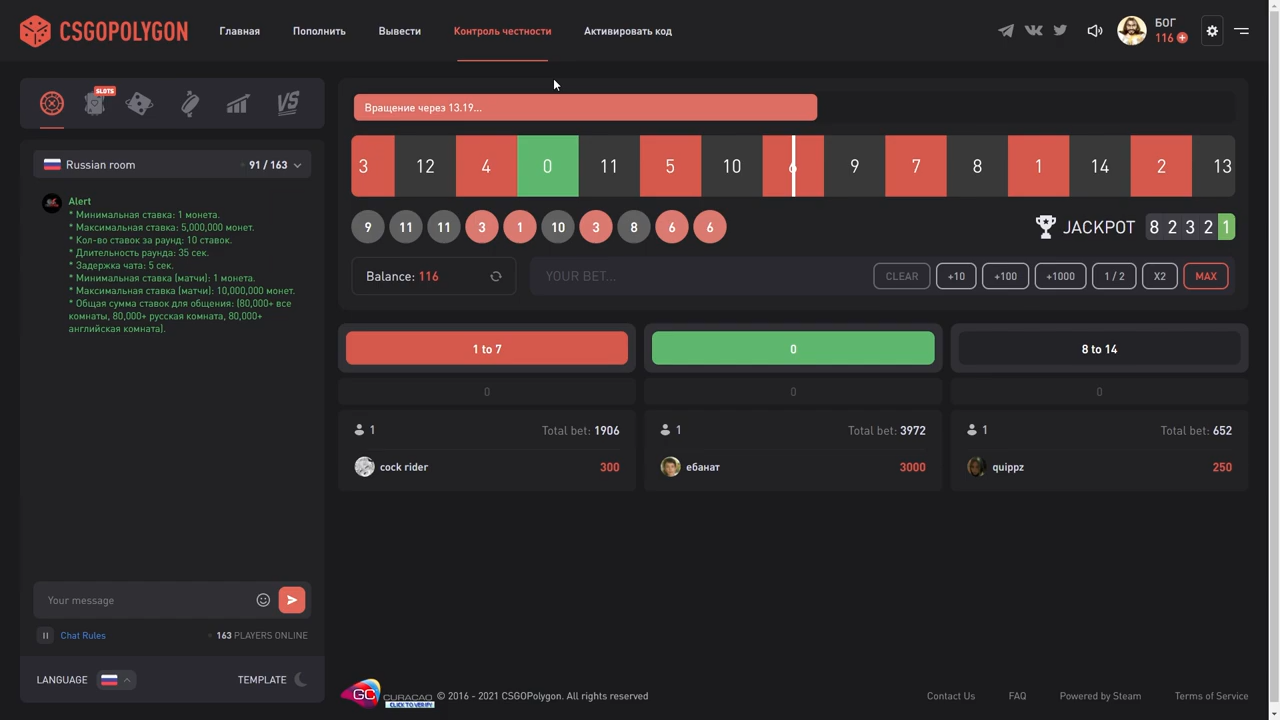 CSGOPOLYGON
Главная
Пополнить
Вывести
Контроль честности
Активировать код
БОГ
116
SLOTS
VS
Russian room
91 / 163
Alert
* Минимальная ставка: 1 монета.
* Максимальная ставка: 5,000,000 монет.
* Кол-во ставок за раунд: 10 ставок.
* Длительность раунда: 35 сек.
* Задержка чата: 5 сек.
* Минимальная ставка (матчи): 1 монета.
* Максимальная ставка (матчи): 10,000,000 монет.
* Общая сумма ставок для общения: (80,000+ все
комнаты, 80,000+ русская комната, 80,000+
английская комната).
Your message
Chat Rules
163 PLAYERS ONLINE
LANGUAGE
TEMPLATE
Вращение через 13.19...
3 12 4 0 11 5 10 6 9 7 8 1 14 2 13
9 11 11 3 1 10 3 8 6 6
JACKPOT 8 2 3 2 1
Balance: 116
YOUR BET...
CLEAR
+10
+100
+1000
1 / 2
X2
MAX
1 to 7
0
8 to 14
0
0
0
1
Total bet: 1906
1
Total bet: 3972
1
Total bet: 652
cock rider
300
ебанат
3000
quippz
250
GC CURACAO
CLICK TO VERIFY
© 2016 - 2021 CSGOPolygon. All rights reserved
Contact Us
FAQ
Powered by Steam
Terms of Service